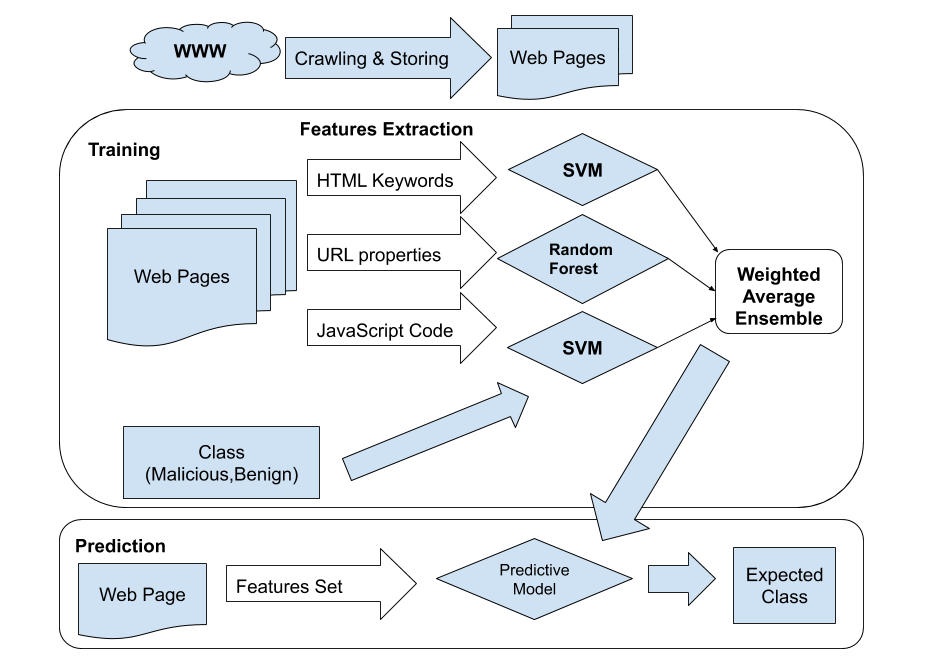 WWW
Crawling & Storing
Web Pages
Features Extraction
Training
HTML Keywords
SVM
Web Pages
URL properties
Random
Forest
Weighted
Average
Ensemble
JavaScript Code
SVM
Class
(Malicious,Benign)
Prediction
Web Page
Features Set
Predictive
Model
Expected
Class